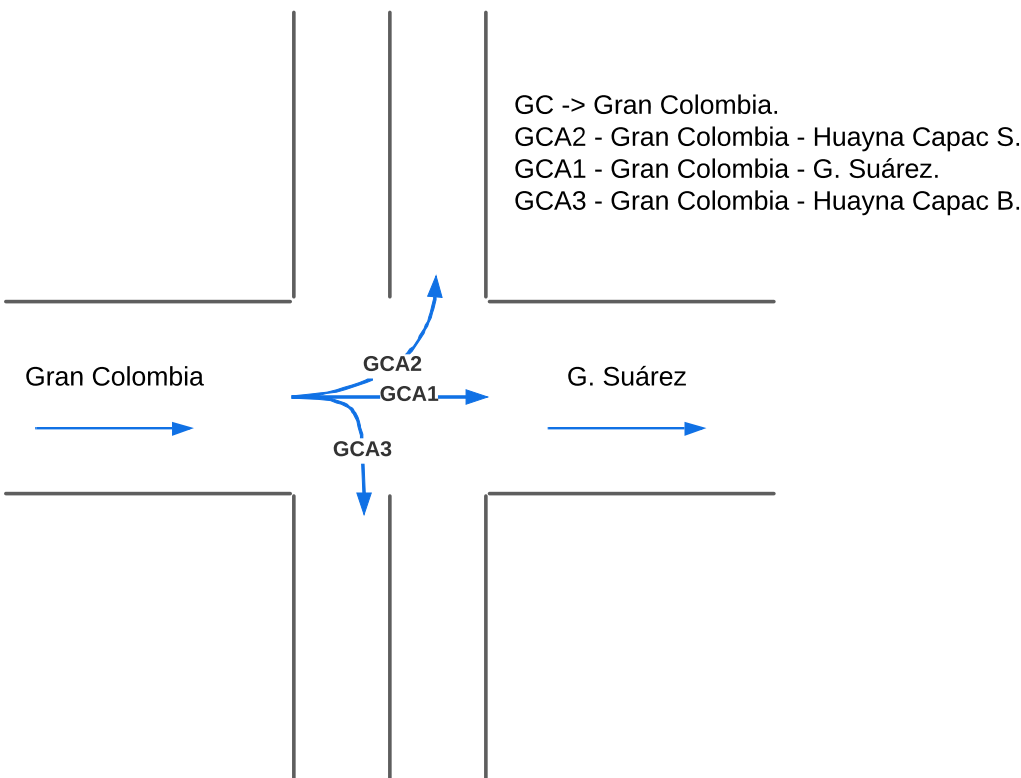 GC -> Gran Colombia.
GCA2 - Gran Colombia - Huayna Capac S.
GCA1 - Gran Colombia - G. Suárez.
GCA3 - Gran Colombia - Huayna Capac B.
GCA2
Gran Colombia
G. Suárez
GCA1
GCA3